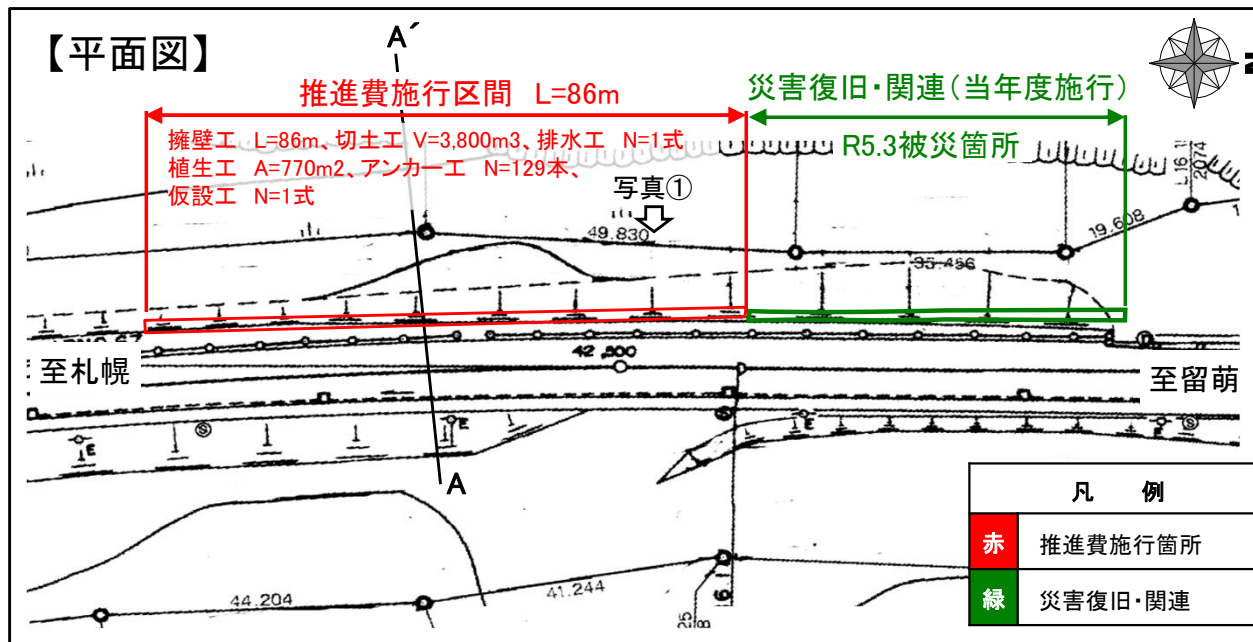 【平面図】
A´
N
推進費施行区間 L=86m
災害復旧・関連(当年度施行)
擁壁工 L=86m、切土工 V=3,800m3、排水工 N=1式
植生工 A=770m2、アンカー工 N=129本、
仮設工 N=1式
R5.3被災箇所
写真①
L16
2074
49.830
19.608
35.456
42,800
至札幌
至留萌
E
E
E
E
A
凡 例
赤 推進費施行箇所
緑 災害復旧・関連
44.204
41.244